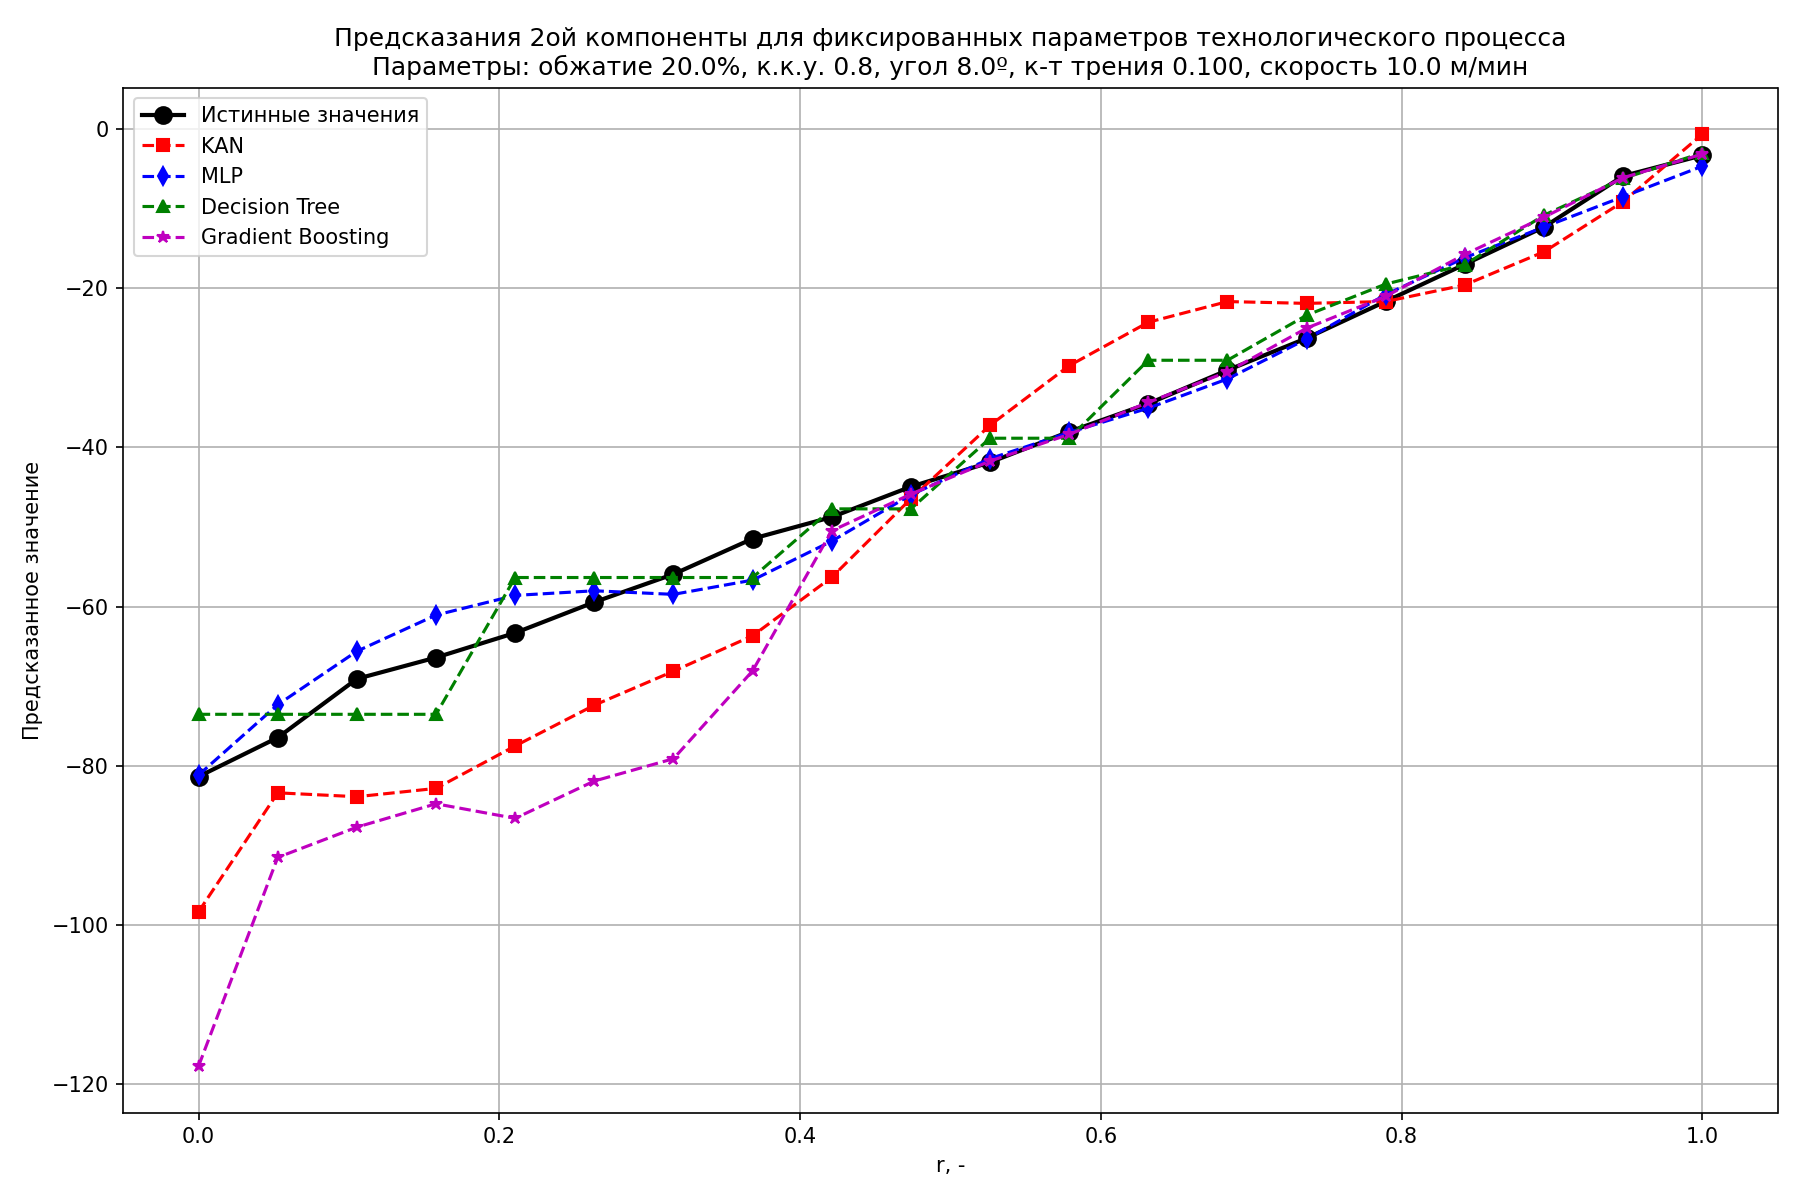 Предсказания 2ой компоненты для фиксированных параметров технологического процесса
Параметры: обжатие 20.0%, к.к.у. 0.8, угол 8.0º, к-т трения 0.100, скорость 10.0 м/мин
Истинные значения
KAN
MLP
Decision Tree
Gradient Boosting
Предсказанное значение
0
−20
−40
−60
−80
−100
−120
0.0 0.2 0.4 0.6 0.8 1.0
r, -